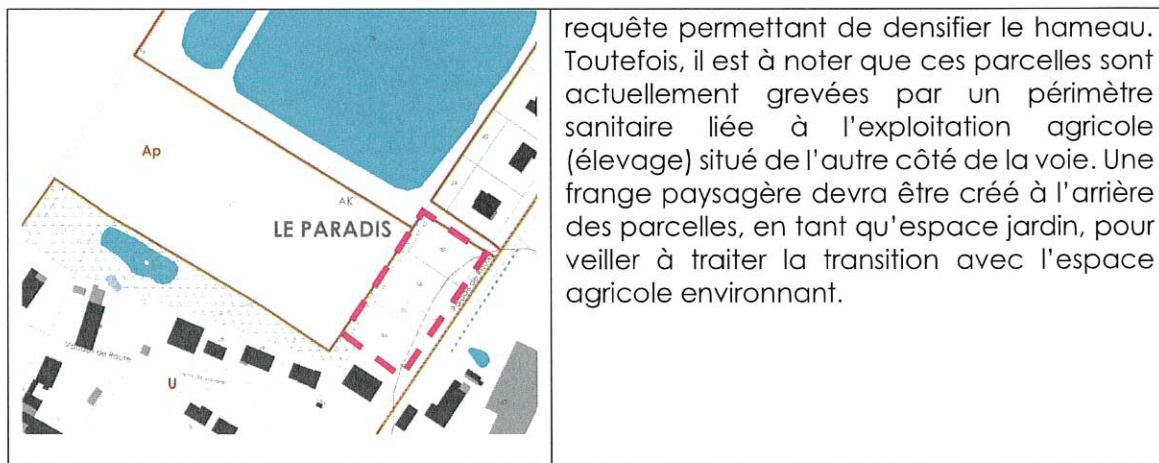 Ap
AK
LE PARADIS
U
requête permettant de densifier le hameau.
Toutefois, il est à noter que ces parcelles sont
actuellement grevées par un périmètre
sanitaire liée à l'exploitation agricole
(élevage) situé de l'autre côté de la voie. Une
frange paysagère devra être créé à l'arrière
des parcelles, en tant qu'espace jardin, pour
veiller à traiter la transition avec l'espace
agricole environnant.